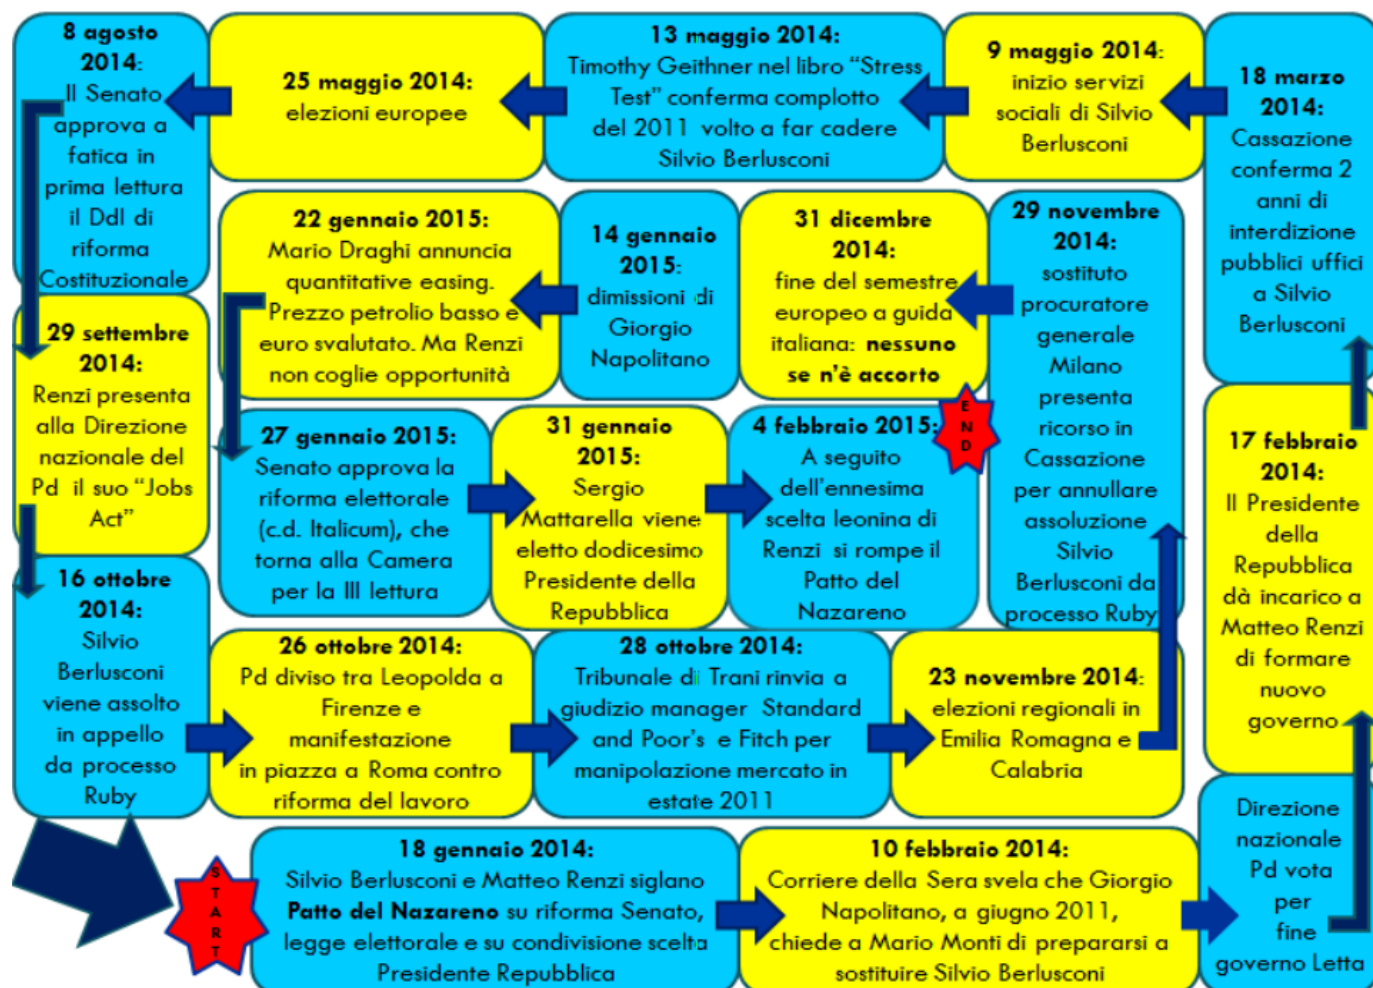 8 agosto
2014:
Il Senato
approva a
fatica in
prima lettura
il Ddl di
riforma
Costituzionale
25 maggio 2014:
elezioni europee
13 maggio 2014:
Timothy Geithner nel libro “Stress
Test” conferma complotto
del 2011 volto a far cadere
Silvio Berlusconi
9 maggio 2014:
inizio servizi
sociali di Silvio
Berlusconi
18 marzo
2014:
Cassazione
conferma 2
anni di
interdizione
pubblici uffici
a Silvio
Berlusconi
22 gennaio 2015:
Mario Draghi annuncia
quantitative easing.
Prezzo petrolio basso e
euro svalutato. Ma Renzi
non coglie opportunità
14 gennaio
2015:
dimissioni di
Giorgio
Napolitano
31 dicembre
2014:
fine del semestre
europeo a guida
italiana: nessuno
se n'è accorto
29 novembre
2014:
sostituto
procuratore
generale
Milano
presenta
ricorso in
Cassazione
per annullare
assoluzione
Silvio
Berlusconi da
processo Ruby
29 settembre
2014:
Renzi presenta
alla Direzione
nazionale del
Pd il suo “Jobs
Act”
27 gennaio 2015:
Senato approva la
riforma elettorale
(c.d. Italicum), che
torna alla Camera
per la III lettura
31 gennaio
2015:
Sergio
Mattarella viene
eletto dodicesimo
Presidente della
Repubblica
4 febbraio 2015:
A seguito
dell'ennesima
scelta leonina di
Renzi si rompe il
Patto del
Nazareno
END
17 febbraio
2014:
Il Presidente
della
Repubblica
dà incarico a
Matteo Renzi
di formare
nuovo
governo
16 ottobre
2014:
Silvio
Berlusconi
viene assolto
in appello
da processo
Ruby
26 ottobre 2014:
Pd diviso tra Leopolda a
Firenze e
manifestazione
in piazza a Roma contro
riforma del lavoro
28 ottobre 2014:
Tribunale di Trani rinvia a
giudizio manager Standard
and Poor's e Fitch per
manipolazione mercato in
estate 2011
23 novembre 2014:
elezioni regionali in
Emilia Romagna e
Calabria
START
18 gennaio 2014:
Silvio Berlusconi e Matteo Renzi siglano
Patto del Nazareno su riforma Senato,
legge elettorale e su condivisione scelta
Presidente Repubblica
10 febbraio 2014:
Corriere della Sera svela che Giorgio
Napolitano, a giugno 2011,
chiede a Mario Monti di prepararsi a
sostituire Silvio Berlusconi
Direzione
nazionale
Pd vota
per
fine
governo Letta